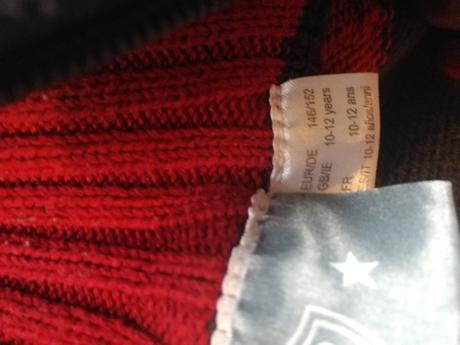 EUR/DE 146/152
GB/IE 10-12 years
FR 10-12 ans
ES/IT 10-12 años/anni